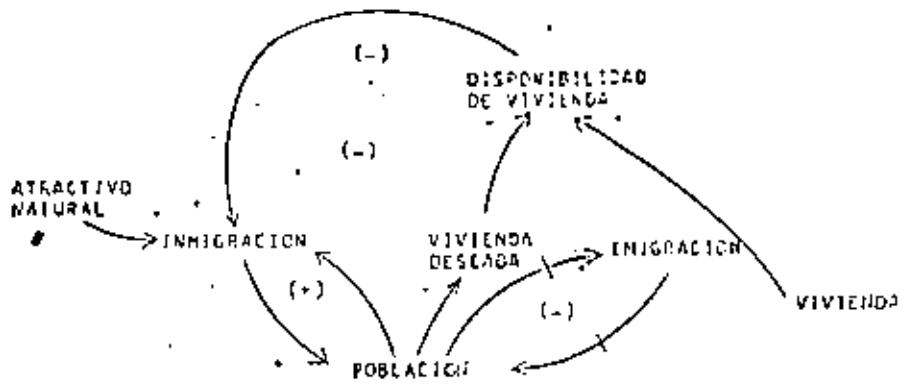 (-)
DISPONIBILIDAD
DE VIVIENDA
(-)
ATRACTIVO
NATURAL
INMIGRACION
VIVIENDA
DESEADA
EMIGRACION
(+)
(-)
VIVIENDA
POBLACION